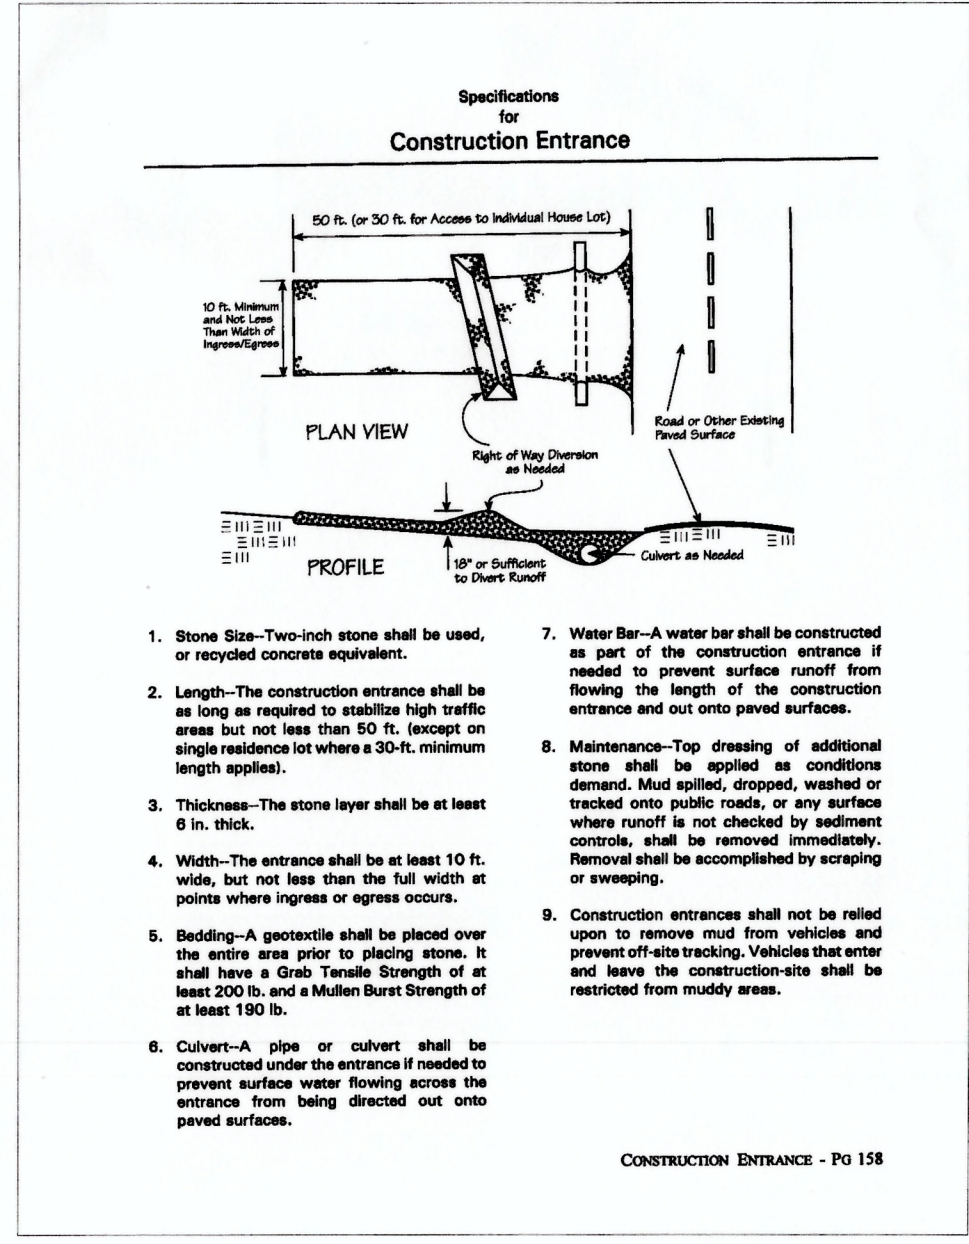 Specifications
for
Construction Entrance
50 ft. (or 30 ft. for Access to Individual House Lot)
10 ft. Minimum
and Not Less
Than Width of
Ingress/Egress
PLAN VIEW
Right of Way Diversion
as Needed
Road or Other Existing
Paved Surface
PROFILE
18" or Sufficient
to Divert Runoff
Culvert as Needed
1. Stone Size--Two-inch stone shall be used,
or recycled concrete equivalent.
2. Length--The construction entrance shall be
as long as required to stabilize high traffic
areas but not less than 50 ft. (except on
single residence lot where a 30-ft. minimum
length applies).
3. Thickness--The stone layer shall be at least
6 in. thick.
4. Width--The entrance shall be at least 10 ft.
wide, but not less than the full width at
points where ingress or egress occurs.
5. Bedding--A geotextile shall be placed over
the entire area prior to placing stone. It
shall have a Grab Tensile Strength of at
least 200 lb. and a Mullen Burst Strength of
at least 190 lb.
6. Culvert--A pipe or culvert shall be
constructed under the entrance if needed to
prevent surface water flowing across the
entrance from being directed out onto
paved surfaces.
7. Water Bar--A water bar shall be constructed
as part of the construction entrance if
needed to prevent surface runoff from
flowing the length of the construction
entrance and out onto paved surfaces.
8. Maintenance--Top dressing of additional
stone shall be applied as conditions
demand. Mud spilled, dropped, washed or
tracked onto public roads, or any surface
where runoff is not checked by sediment
controls, shall be removed immediately.
Removal shall be accomplished by scraping
or sweeping.
9. Construction entrances shall not be relied
upon to remove mud from vehicles and
prevent off-site tracking. Vehicles that enter
and leave the construction-site shall be
restricted from muddy areas.
CONSTRUCTION ENTRANCE - PG 158